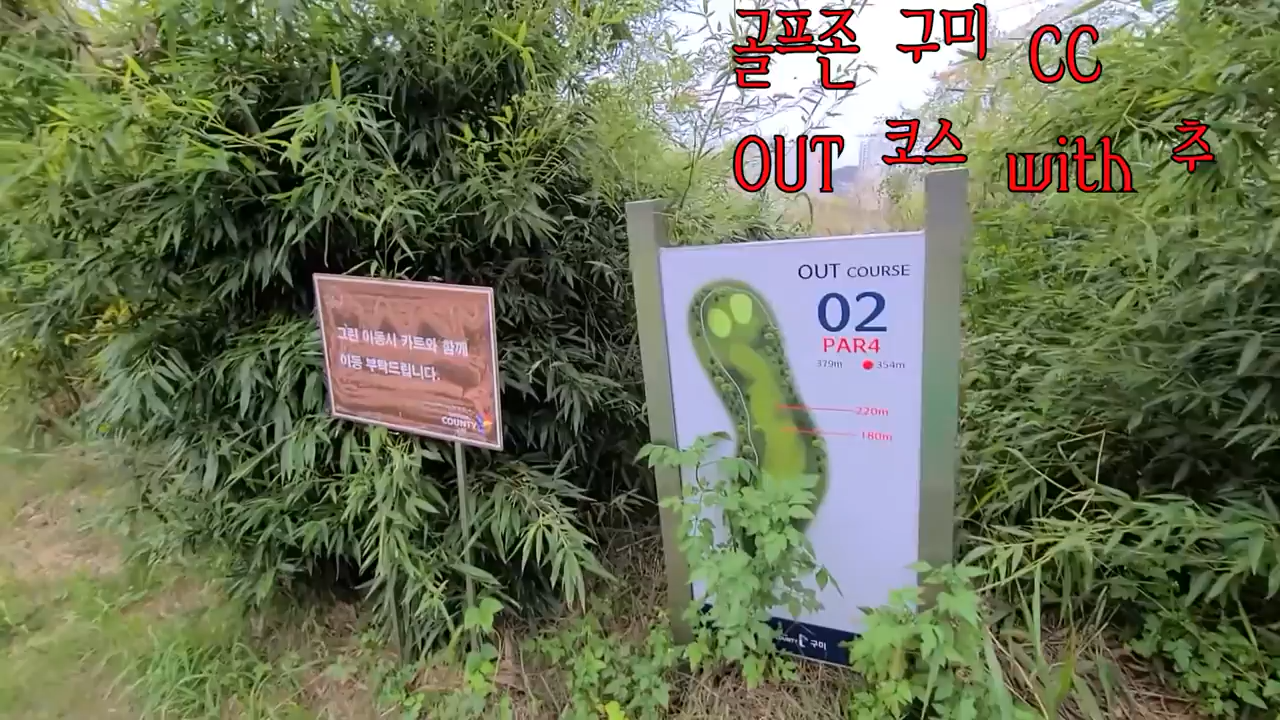 골프존 구미 CC
OUT 코스 with 추
OUT COURSE
02
PAR4
379m 354m
220m
180m
구미
그린 이동시 카트와 함께
이동 부탁드립니다.
COUNTY